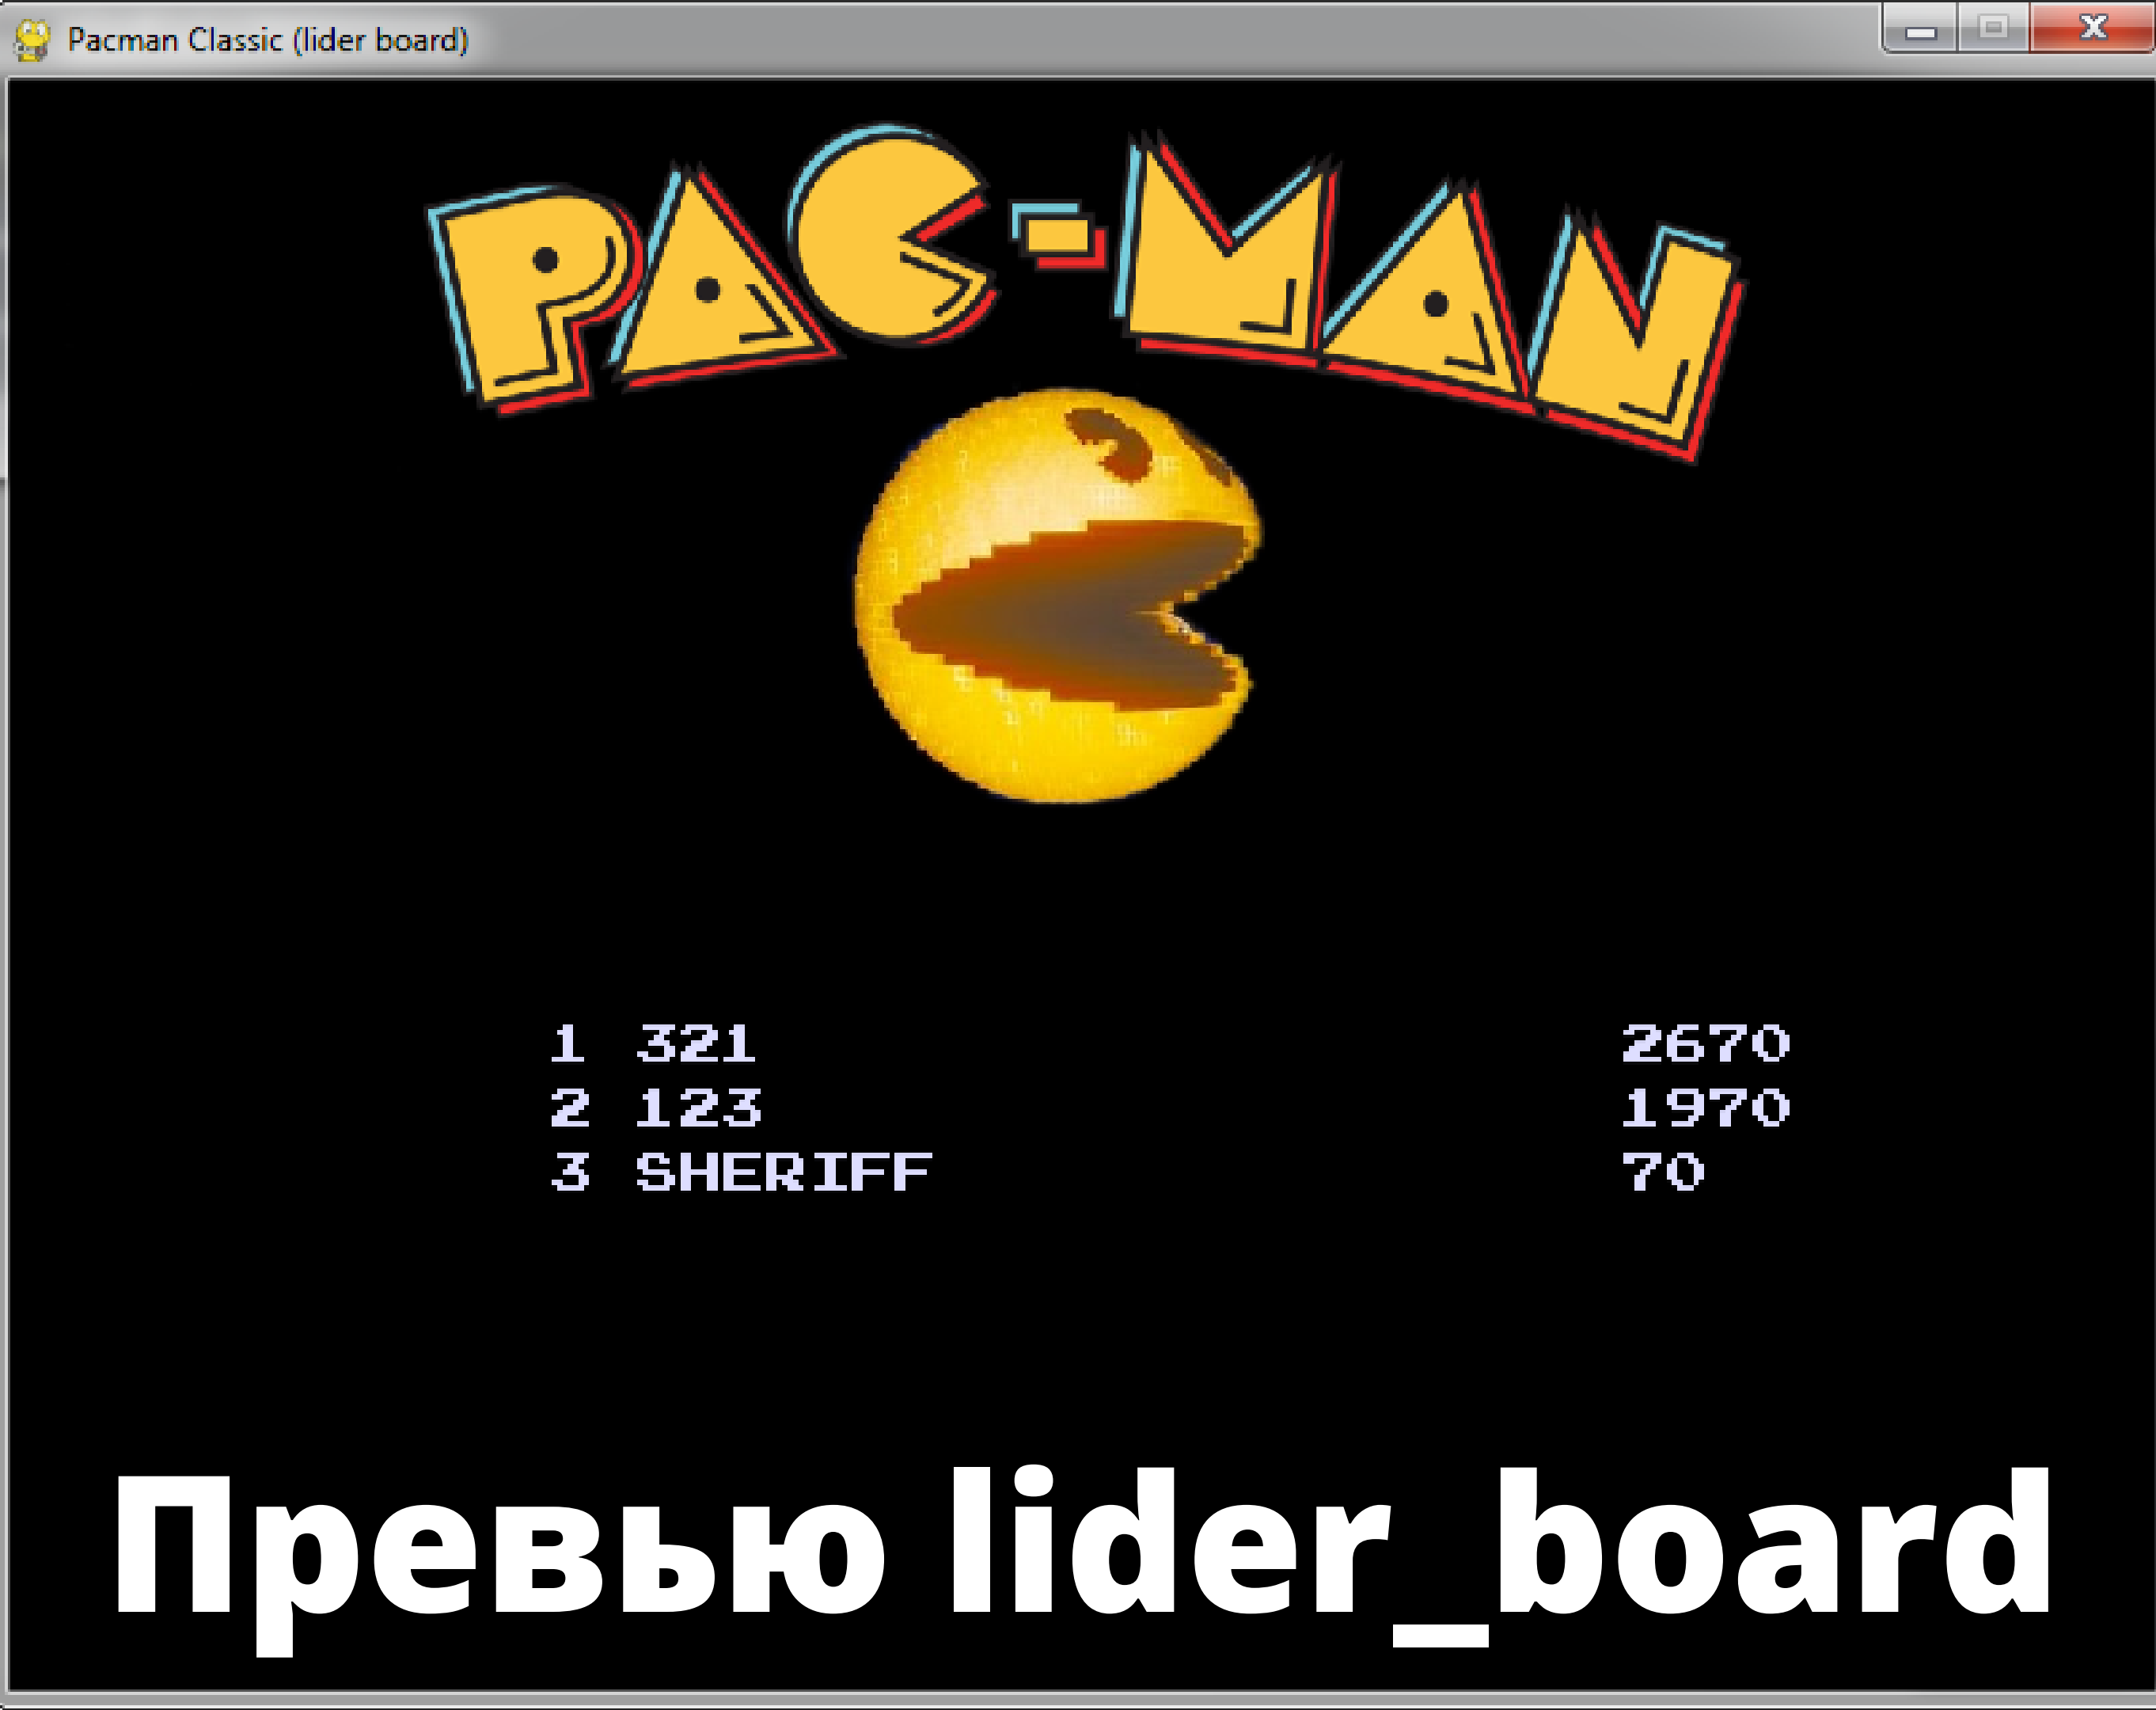 Pacman Classic (lider board)
PAC-MAN
1 321 2670
2 123 1970
3 SHERIFF 70
Превью lider_board